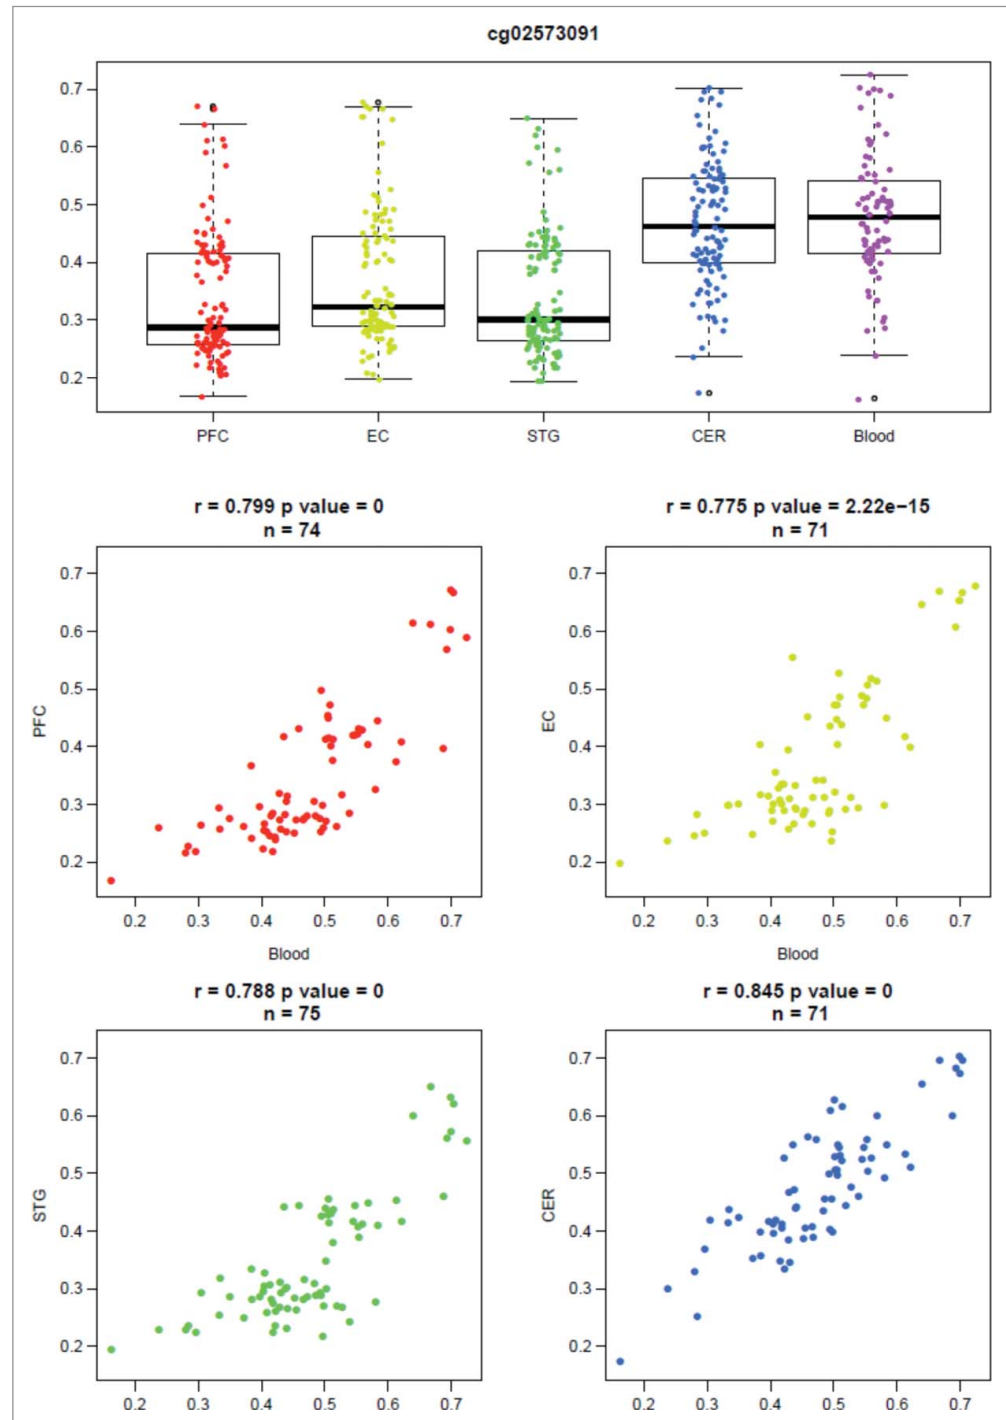 cg02573091
0.7
0.6
0.5
0.4
0.3
0.2
PFC EC STG CER Blood
r = 0.799 p value = 0
n = 74
0.7
0.6
0.5
0.4
0.3
0.2
PFC
0.2 0.3 0.4 0.5 0.6 0.7
Blood
r = 0.775 p value = 2.22e−15
n = 71
0.7
0.6
0.5
0.4
0.3
0.2
EC
0.2 0.3 0.4 0.5 0.6 0.7
Blood
r = 0.788 p value = 0
n = 75
0.7
0.6
0.5
0.4
0.3
0.2
STG
0.2 0.3 0.4 0.5 0.6 0.7
r = 0.845 p value = 0
n = 71
0.7
0.6
0.5
0.4
0.3
0.2
CER
0.2 0.3 0.4 0.5 0.6 0.7